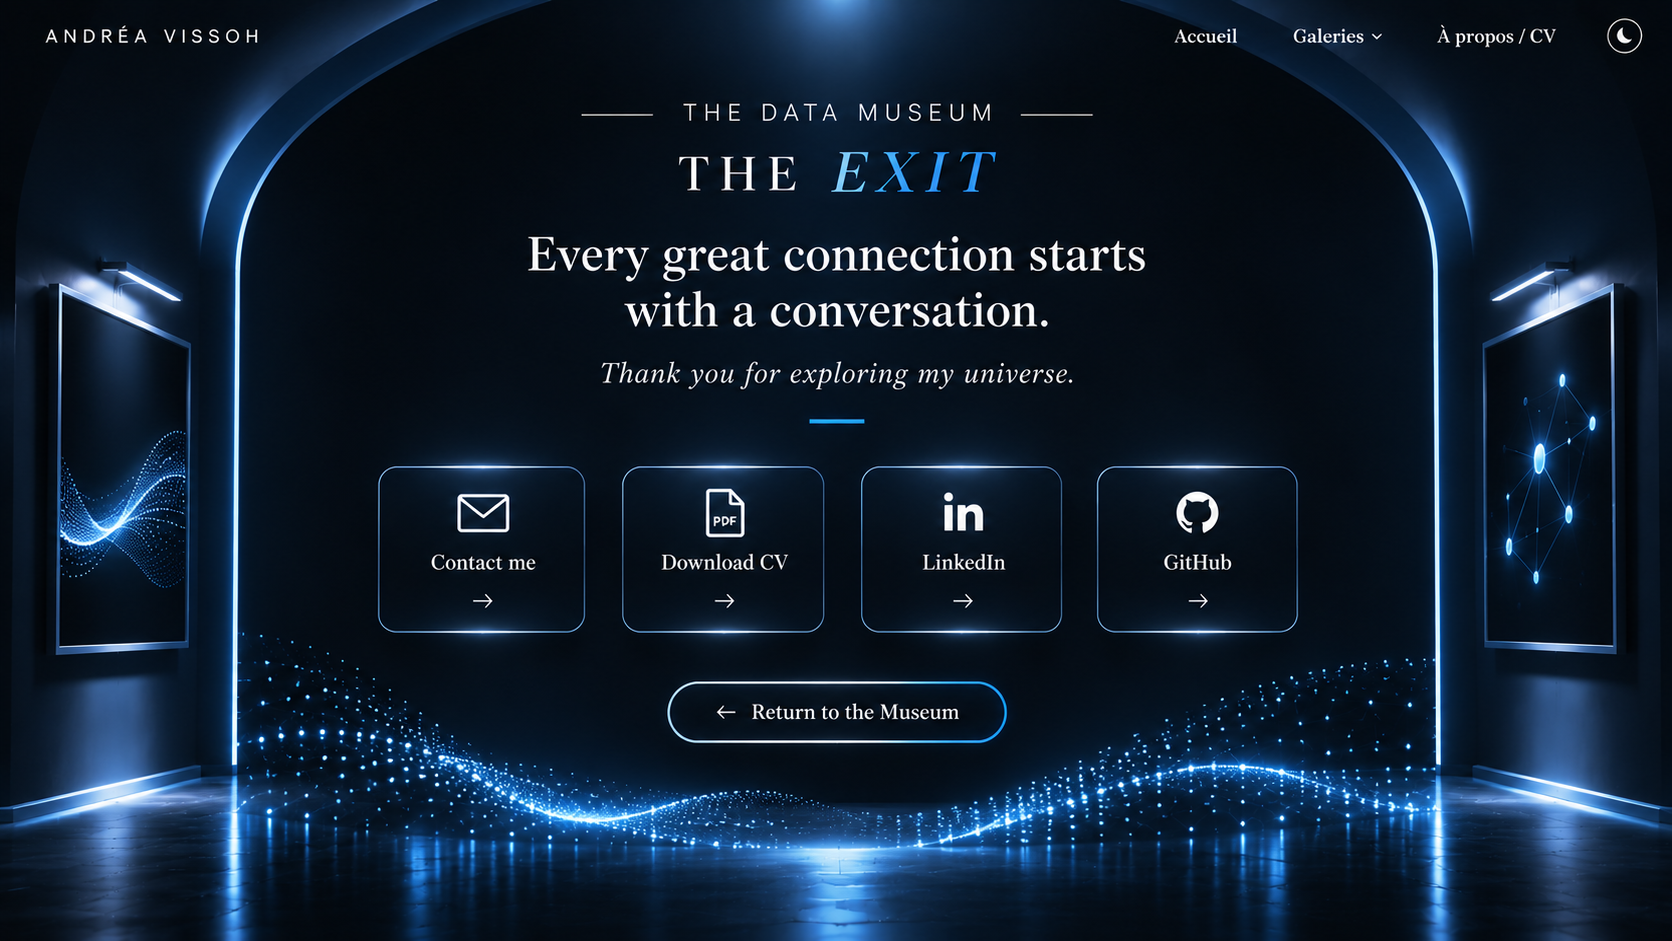 ANDRÉA VISSOH
Accueil
Galeries
À propos / CV
THE DATA MUSEUM
THE EXIT
Every great connection starts
with a conversation.
Thank you for exploring my universe.
PDF
in
Contact me
Download CV
LinkedIn
GitHub
Return to the Museum